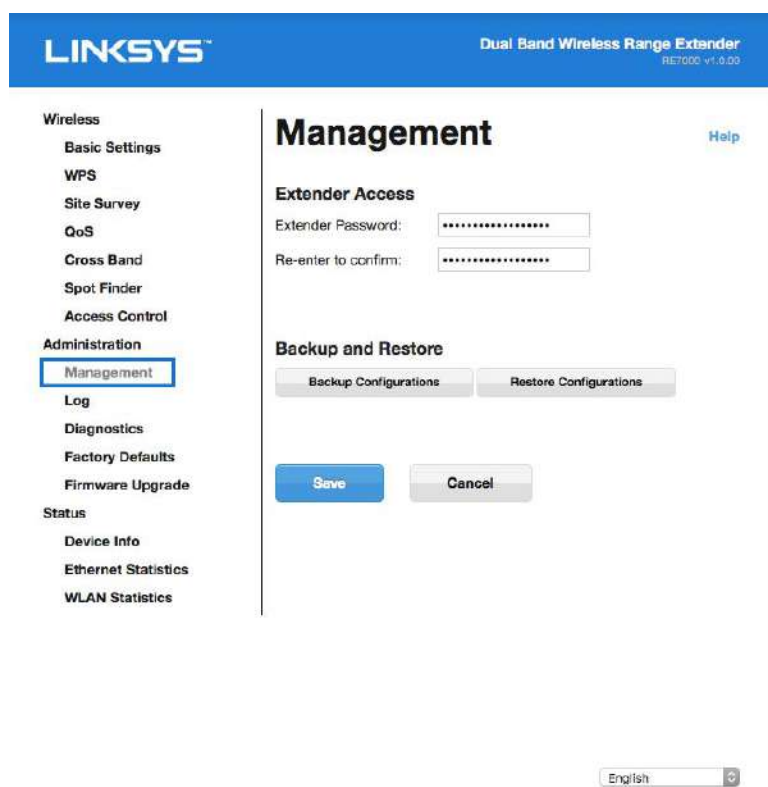 LINKSYS™
Dual Band Wireless Range Extender
RE7000 v1.0.00
Wireless
Basic Settings
WPS
Site Survey
QoS
Cross Band
Spot Finder
Access Control
Administration
Management
Log
Diagnostics
Factory Defaults
Firmware Upgrade
Status
Device Info
Ethernet Statistics
WLAN Statistics
Management
Help
Extender Access
Extender Password: ••••••••••••••••••
Re-enter to confirm: ••••••••••••••••••
Backup and Restore
Backup Configurations Restore Configurations
Save Cancel
English